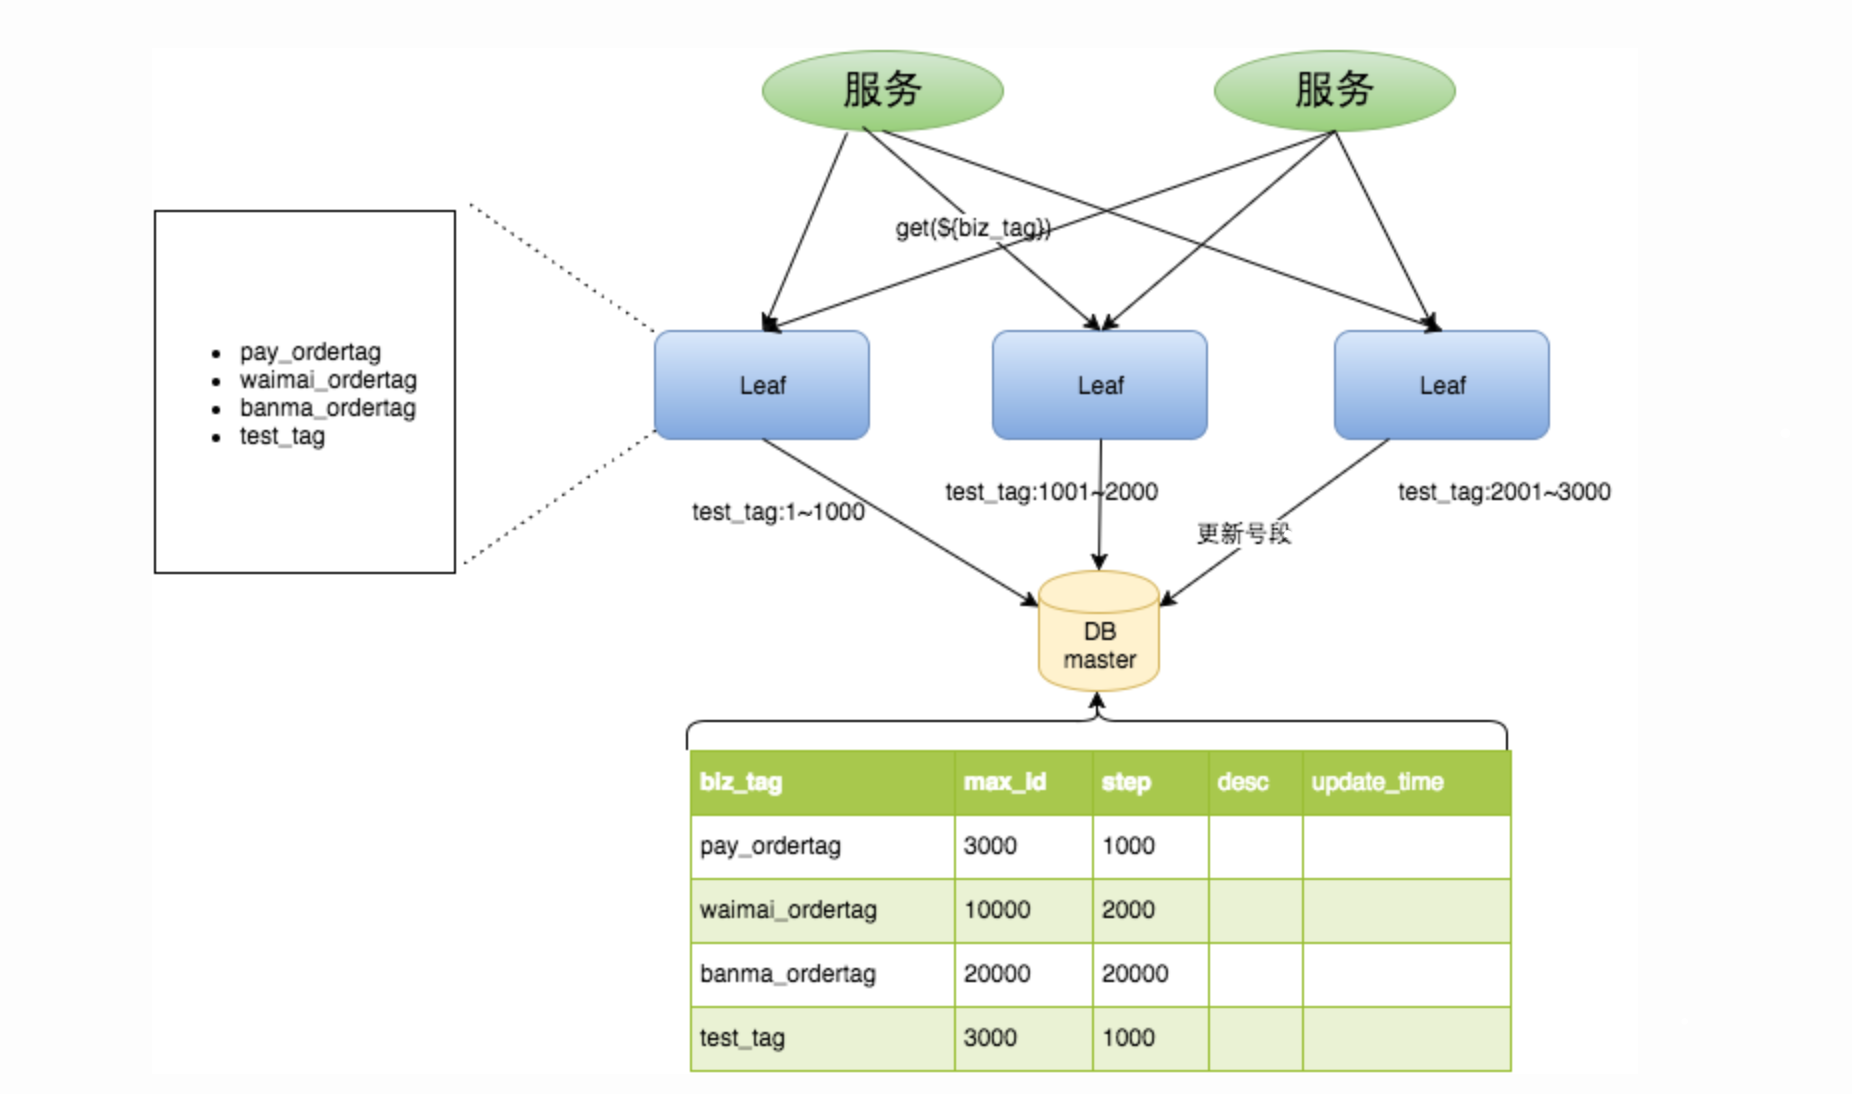 服务
服务
get(${biz_tag})
pay_ordertag
waimai_ordertag
banma_ordertag
test_tag
Leaf
Leaf
Leaf
test_tag:1~1000
test_tag:1001~2000
test_tag:2001~3000
更新号段
DB
master
biz_tag max_id step desc update_time
pay_ordertag 3000 1000
waimai_ordertag 10000 2000
banma_ordertag 20000 20000
test_tag 3000 1000